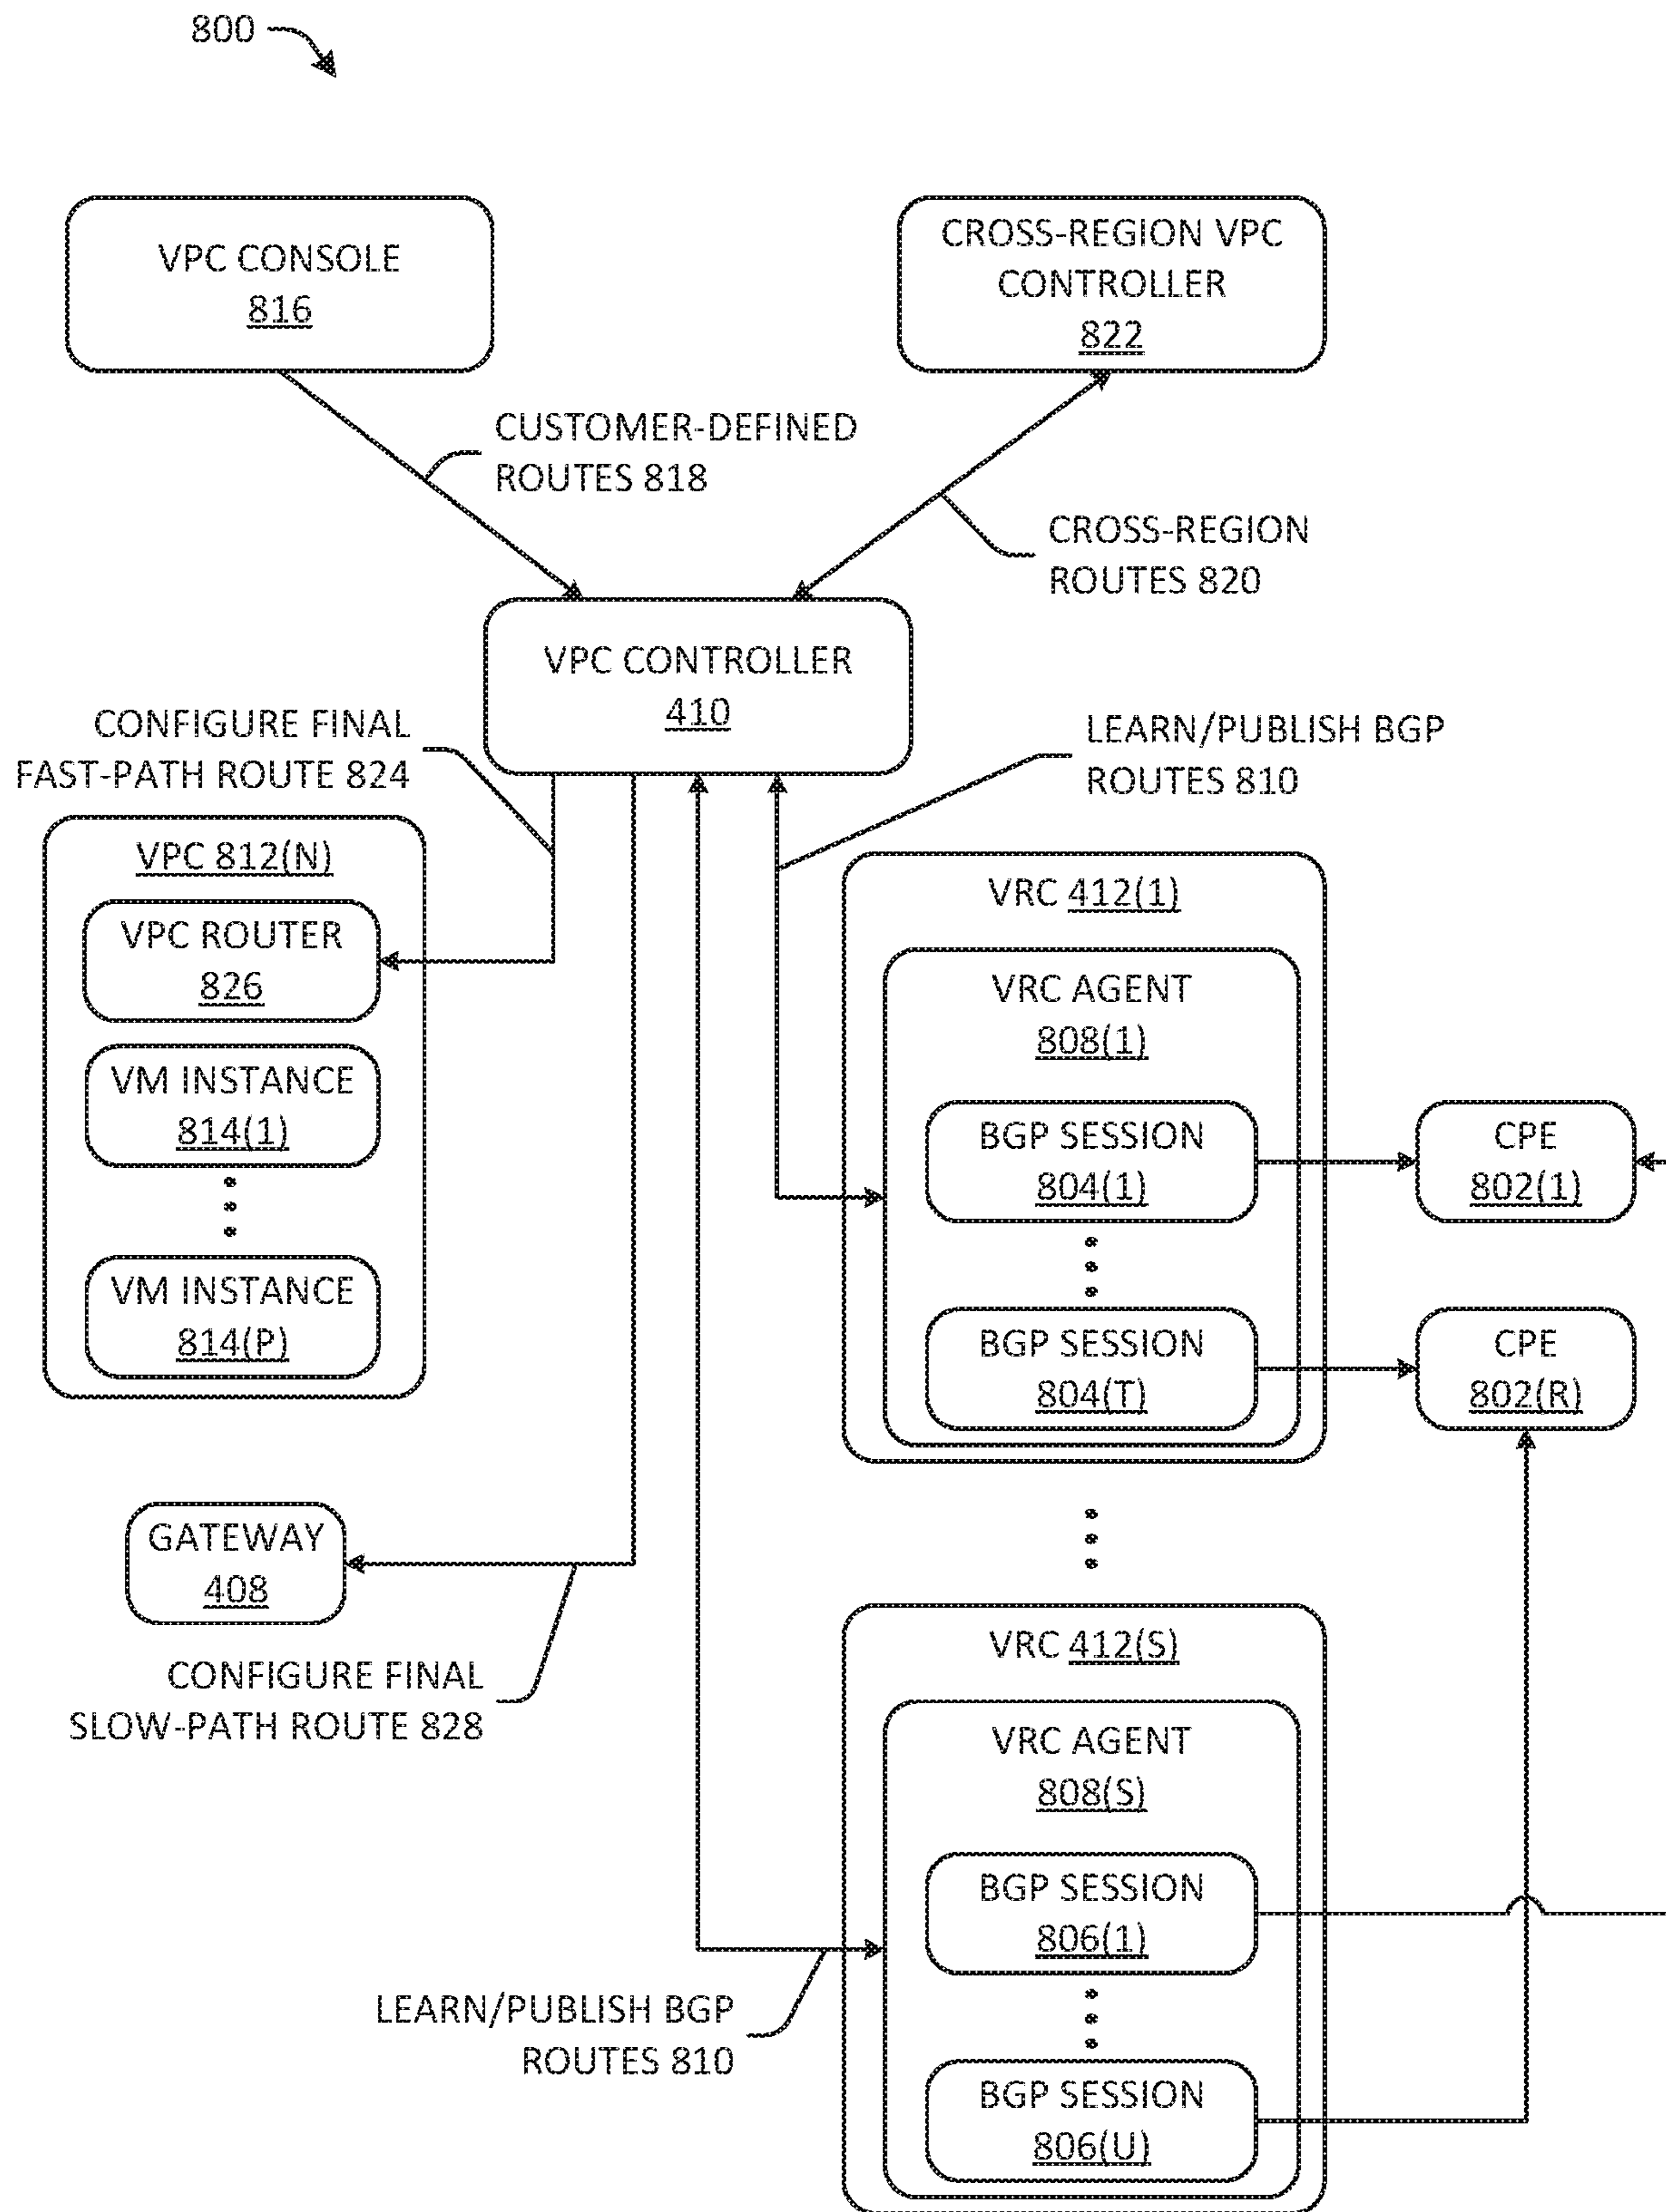 800
VPC CONSOLE
816
CROSS-REGION VPC
CONTROLLER
822
CUSTOMER-DEFINED
ROUTES 818
CROSS-REGION
ROUTES 820
VPC CONTROLLER
410
CONFIGURE FINAL
FAST-PATH ROUTE 824
LEARN/PUBLISH BGP
ROUTES 810
VPC 812(N)
VPC ROUTER
826
VM INSTANCE
814(1)
VM INSTANCE
814(P)
VRC 412(1)
VRC AGENT
808(1)
BGP SESSION
804(1)
BGP SESSION
804(T)
CPE
802(1)
CPE
802(R)
GATEWAY
408
CONFIGURE FINAL
SLOW-PATH ROUTE 828
VRC 412(S)
VRC AGENT
808(S)
BGP SESSION
806(1)
BGP SESSION
806(U)
LEARN/PUBLISH BGP
ROUTES 810